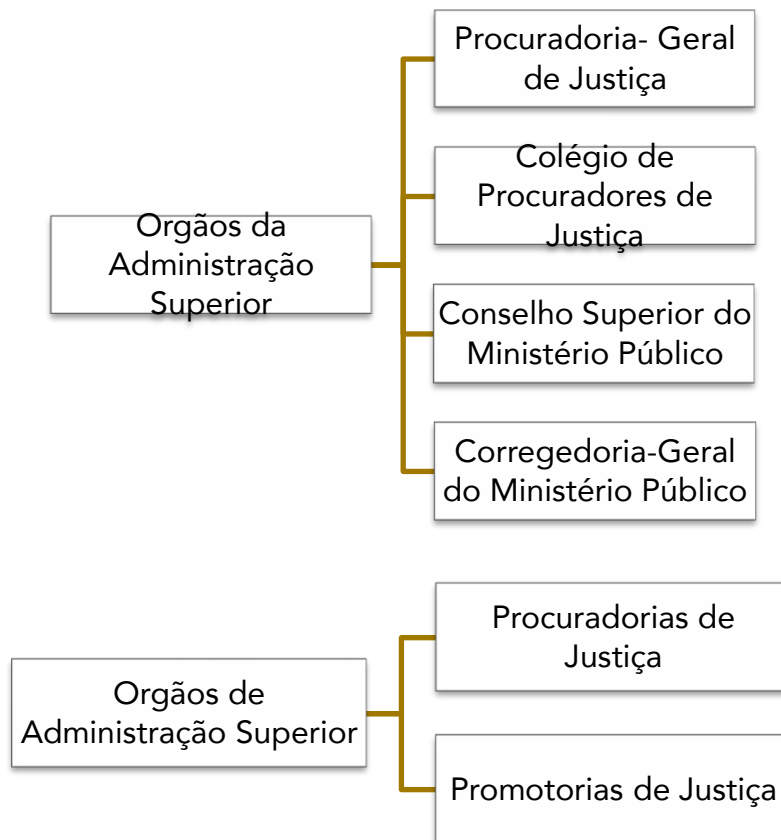 Procuradoria- Geral
de Justiça
Colégio de
Procuradores de
Justiça
Orgãos da
Administração
Superior
Conselho Superior do
Ministério Público
Corregedoria-Geral
do Ministério Público
Procuradorias de
Justiça
Orgãos de
Administração Superior
Promotorias de Justiça